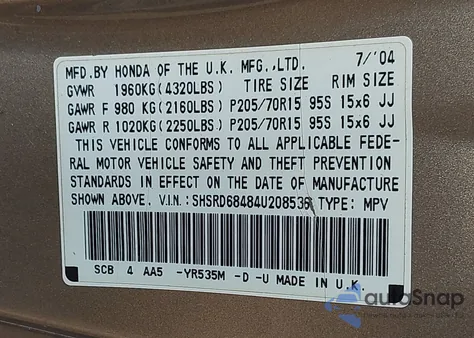 MFD.BY HONDA OF THE U.K. MFG.,LTD. 7/'04
GVWR 1960KG(4320LBS) TIRE SIZE RIM SIZE
GAWR F 980 KG(2160LBS) P205/70R15 95S 15x6 JJ
GAWR R 1020KG(2250LBS) P205/70R15 95S 15x6 JJ
THIS VEHICLE CONFORMS TO ALL APPLICABLE FEDE-
RAL MOTOR VEHICLE SAFETY AND THEFT PREVENTION
STANDARDS IN EFFECT ON THE DATE OF MANUFACTURE
SHOWN ABOVE. V.I.N.:SHSRD68484U208536 TYPE: MPV
SCB 4 AA5 -YR535M -D -U MADE IN U.K.
autoSnap